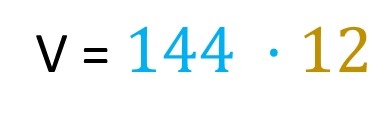 V = 144 · 12